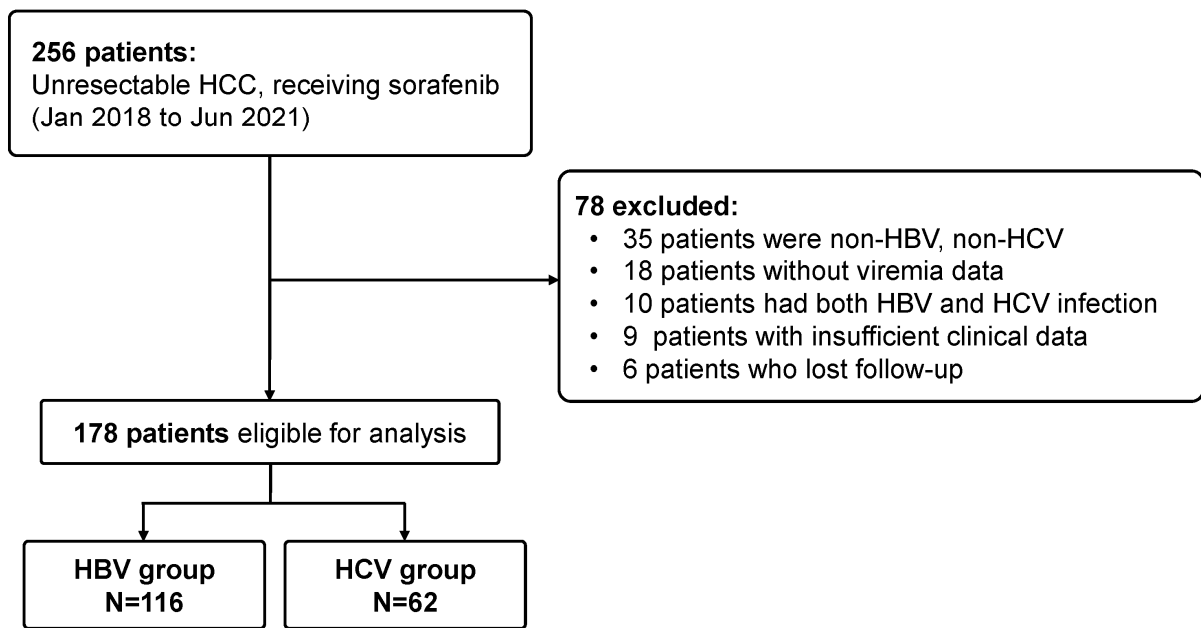 256 patients:
Unresectable HCC, receiving sorafenib
(Jan 2018 to Jun 2021)
78 excluded:
• 35 patients were non-HBV, non-HCV
• 18 patients without viremia data
• 10 patients had both HBV and HCV infection
• 9 patients with insufficient clinical data
• 6 patients who lost follow-up
178 patients eligible for analysis
HBV group
N=116
HCV group
N=62